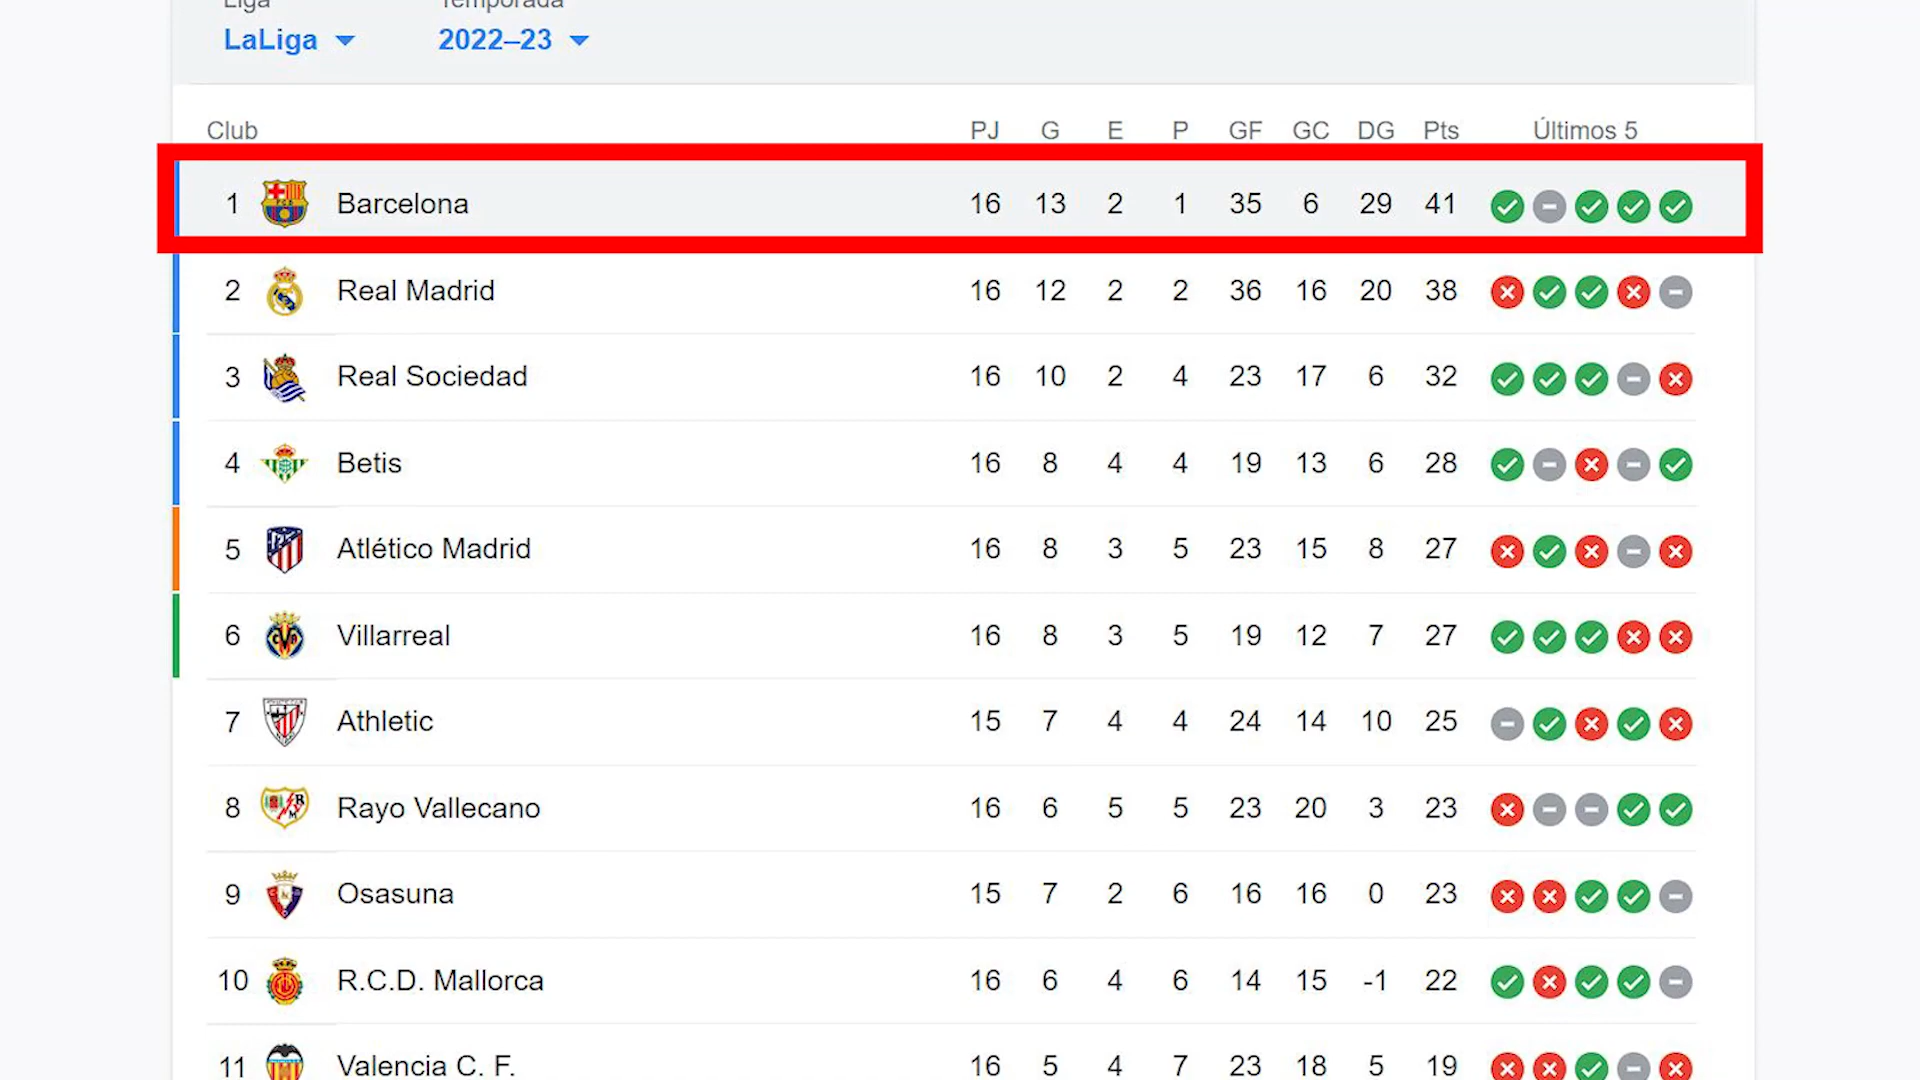 Liga Temporada
LaLiga 2022–23
Club PJ G E P GF GC DG Pts Últimos 5
1 Barcelona 16 13 2 1 35 6 29 41
2 Real Madrid 16 12 2 2 36 16 20 38
3 Real Sociedad 16 10 2 4 23 17 6 32
4 Betis 16 8 4 4 19 13 6 28
5 Atlético Madrid 16 8 3 5 23 15 8 27
6 Villarreal 16 8 3 5 19 12 7 27
7 Athletic 15 7 4 4 24 14 10 25
8 Rayo Vallecano 16 6 5 5 23 20 3 23
9 Osasuna 15 7 2 6 16 16 0 23
10 R.C.D. Mallorca 16 6 4 6 14 15 -1 22
11 Valencia C. F. 16 5 4 7 23 18 5 19